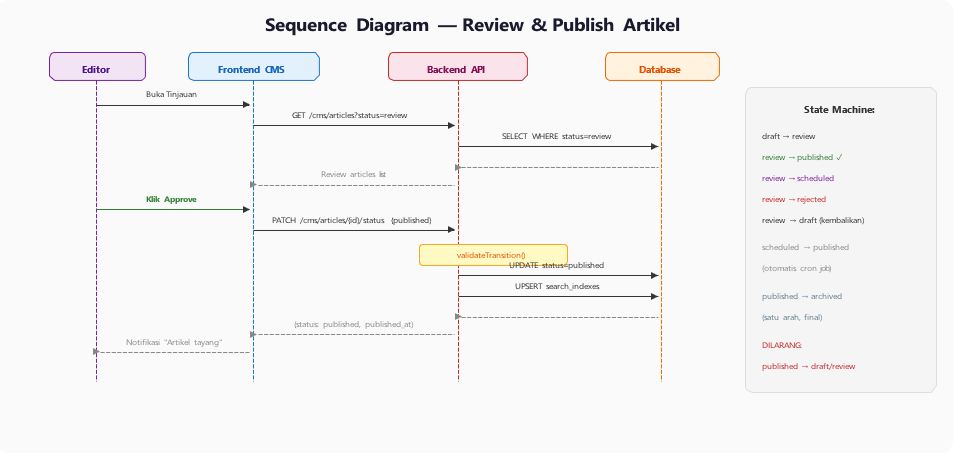 Sequence Diagram — Review & Publish Artikel
Editor
Frontend CMS
Backend API
Database
Buka Tinjauan
GET /cms/articles?status=review
SELECT WHERE status=review
Review articles list
Klik Approve
PATCH /cms/articles/{id}/status (published)
validateTransition()
UPDATE status=published
UPSERT search_indexes
{status: published, published_at}
Notifikasi "Artikel tayang"
State Machine:
draft → review
review → published ✓
review → scheduled
review → rejected
review → draft (kembalikan)
scheduled → published
(otomatis cron job)
published → archived
(satu arah, final)
DILARANG:
published → draft/review